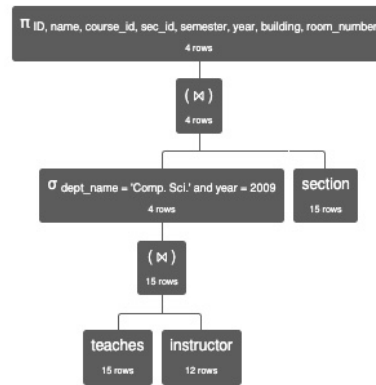 π ID, name, course_id, sec_id, semester, year, building, room_number
4 rows
( ⋈ )
4 rows
σ dept_name = 'Comp. Sci.' and year = 2009
4 rows
section
15 rows
( ⋈ )
15 rows
teaches
15 rows
instructor
12 rows